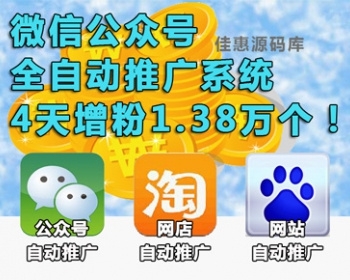 微信公众号
佳惠源码库
全自动推广系统
4天增粉1.38万个！
淘
公众号
网店
网站
自动推广
自动推广
自动推广